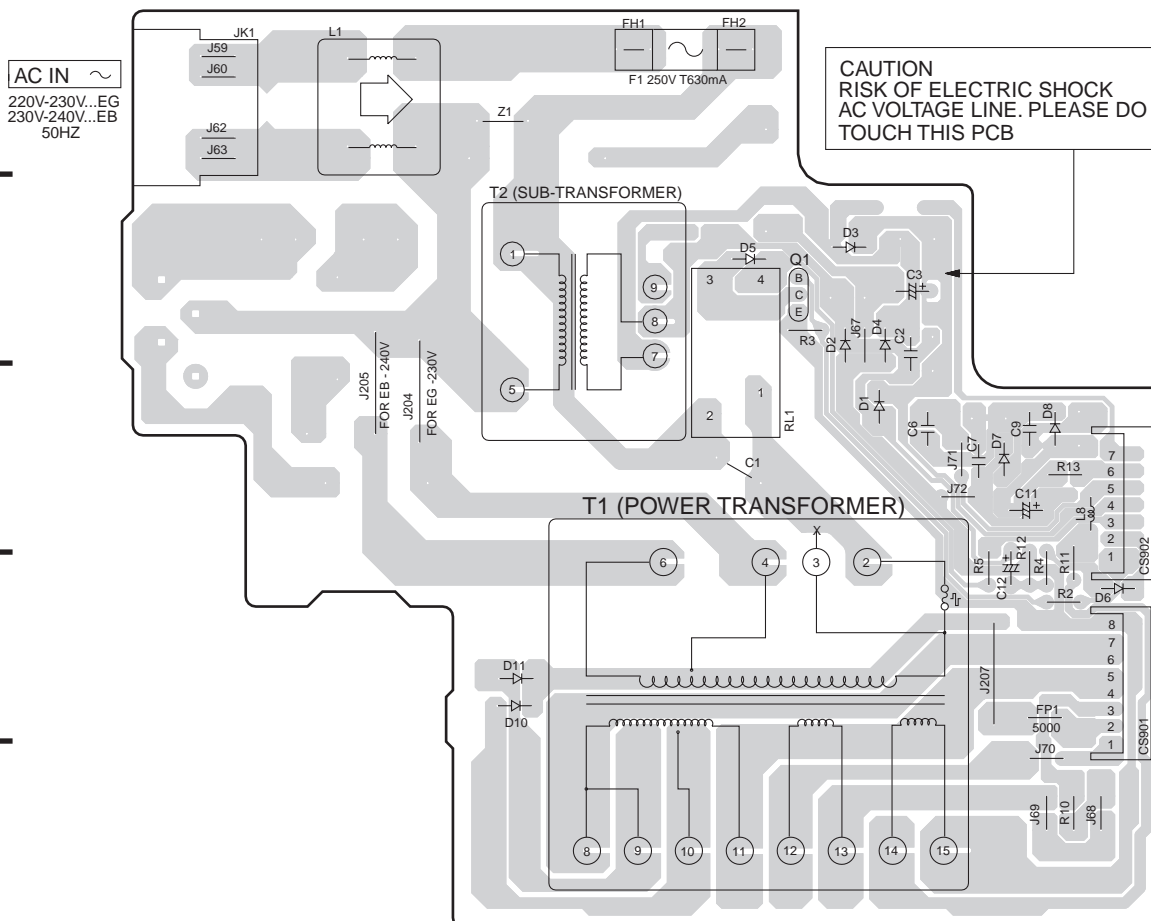 JK1
J59
J60
J62
J63
L1
FH1
FH2
F1 250V T630mA
AC IN ~
220V-230V...EG
230V-240V...EB
50HZ
CAUTION
RISK OF ELECTRIC SHOCK
AC VOLTAGE LINE. PLEASE DO
TOUCH THIS PCB
Z1
T2 (SUB-TRANSFORMER)
1
5
9
8
7
D5
3
4
2
1
RL1
Q1
B
C
E
R3
D3
C3
+
D2
J67
D4
C2
D1
J205
FOR EB - 240V
J204
FOR EG -230V
C1
C6
J71
C7
D7
C9
D8
J72
R13
C11
+
L8
7
6
5
4
3
2
1
CS902
R5
C12
+
R12
R4
R11
R2
D6
T1 (POWER TRANSFORMER)
X
6
4
3
2
D11
D10
8
9
10
11
12
13
14
15
J207
FP1
5000
J70
8
7
6
5
4
3
2
1
CS901
J69
R10
J68